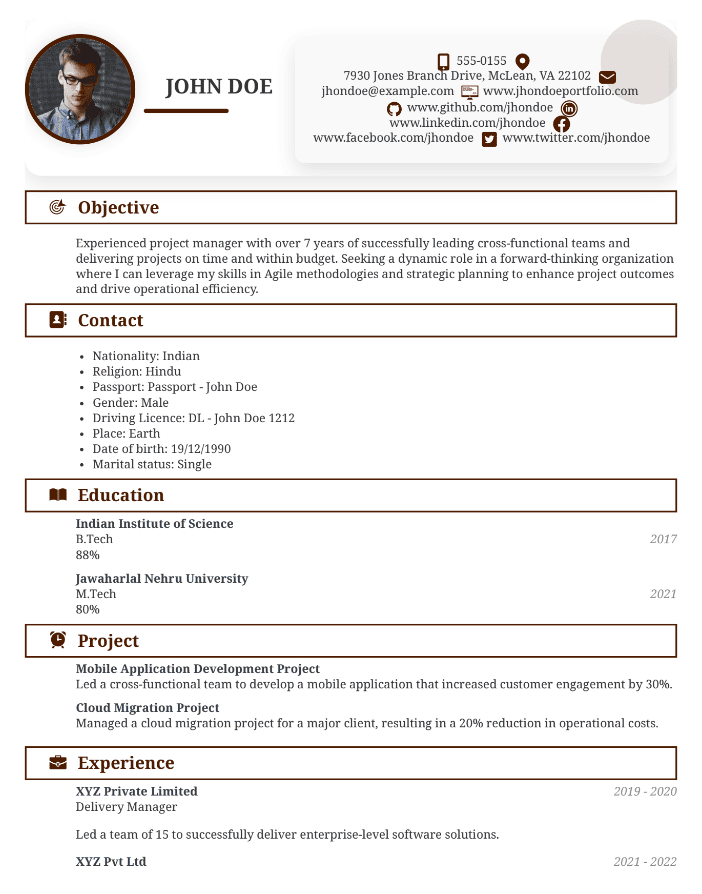 JOHN DOE
555-0155
7930 Jones Branch Drive, McLean, VA 22102
jhondoe@example.com www.jhondoeportfolio.com
www.github.com/jhondoe
www.linkedin.com/jhondoe
www.facebook.com/jhondoe www.twitter.com/jhondoe
Objective
Experienced project manager with over 7 years of successfully leading cross-functional teams and
delivering projects on time and within budget. Seeking a dynamic role in a forward-thinking organization
where I can leverage my skills in Agile methodologies and strategic planning to enhance project outcomes
and drive operational efficiency.
Contact
• Nationality: Indian
• Religion: Hindu
• Passport: Passport - John Doe
• Gender: Male
• Driving Licence: DL - John Doe 1212
• Place: Earth
• Date of birth: 19/12/1990
• Marital status: Single
Education
Indian Institute of Science
B.Tech 2017
88%
Jawaharlal Nehru University
M.Tech 2021
80%
Project
Mobile Application Development Project
Led a cross-functional team to develop a mobile application that increased customer engagement by 30%.
Cloud Migration Project
Managed a cloud migration project for a major client, resulting in a 20% reduction in operational costs.
Experience
XYZ Private Limited 2019 - 2020
Delivery Manager
Led a team of 15 to successfully deliver enterprise-level software solutions.
XYZ Pvt Ltd 2021 - 2022